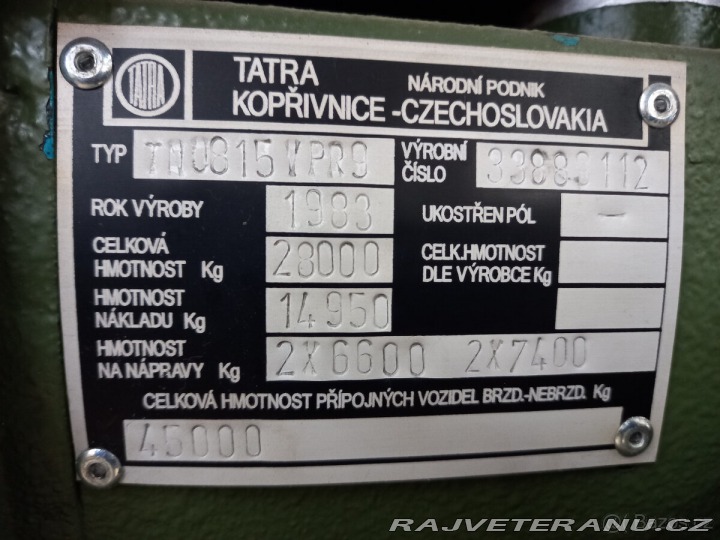 TATRA
TATRA NÁRODNÍ PODNIK
KOPŘIVNICE -CZECHOSLOVAKIA
TYP VÝROBNÍ ČÍSLO
ROK VÝROBY 1983 UKOSTŘEN PÓL -
CELKOVÁ HMOTNOST Kg 28000 CELK.HMOTNOST DLE VÝROBCE Kg
HMOTNOST NÁKLADU Kg 14950
HMOTNOST NA NÁPRAVY Kg 2X6600 2X7400
CELKOVÁ HMOTNOST PŘÍPOJNÝCH VOZIDEL BRZD.-NEBRZD. Kg
45000
RAJVETERANU.CZ